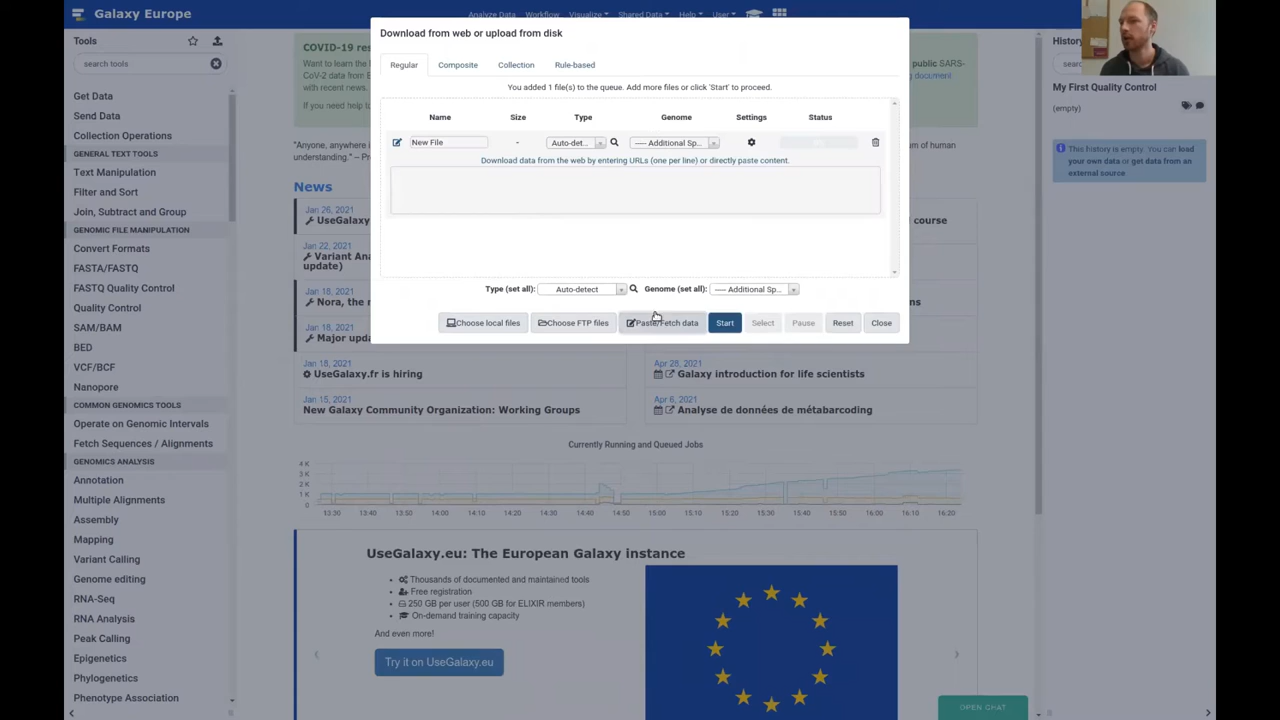 Galaxy Europe
Analyze Data Workflow Visualize Shared Data Help User
Tools
search tools
Get Data
Send Data
Collection Operations
GENERAL TEXT TOOLS
Text Manipulation
Filter and Sort
Join, Subtract and Group
GENOMIC FILE MANIPULATION
Convert Formats
FASTA/FASTQ
FASTQ Quality Control
Quality Control
SAM/BAM
BED
VCF/BCF
Nanopore
COMMON GENOMICS TOOLS
Operate on Genomic Intervals
Fetch Sequences / Alignments
GENOMICS ANALYSIS
Annotation
Multiple Alignments
Assembly
Mapping
Variant Calling
Genome editing
RNA-Seq
RNA Analysis
Peak Calling
Epigenetics
Phylogenetics
Phenotype Association
COVID-19 res
Want to learn the
CoV-2 data from E
with recent news.
If you need help to
public SARS-
document
"Anyone, anywhere i
understanding." – Pr
um of human
News
Jan 26, 2021
UseGalaxy
Jan 22, 2021
Variant Ana
update)
Jan 18, 2021
Nora, the r
Jan 18, 2021
Major upda
Jan 18, 2021
UseGalaxy.fr is hiring
Jan 15, 2021
New Galaxy Community Organization: Working Groups
course
ns
Apr 28, 2021
Galaxy introduction for life scientists
Apr 6, 2021
Analyse de données de métabarcoding
Download from web or upload from disk
Regular Composite Collection Rule-based
You added 1 file(s) to the queue. Add more files or click 'Start' to proceed.
Name Size Type Genome Settings Status
New File - Auto-det... ----- Additional Sp...
Download data from the web by entering URLs (one per line) or directly paste content.
Type (set all): Auto-detect Genome (set all): ----- Additional Sp...
Choose local files Choose FTP files Paste/Fetch data Start Select Pause Reset Close
Currently Running and Queued Jobs
4 K
3 K
2 K
1 K
0
13:30 13:40 13:50 14:00 14:10 14:20 14:30 14:40 14:50 15:00 15:10 15:20 15:30 15:40 15:50 16:00 16:10 16:20
UseGalaxy.eu: The European Galaxy instance
Thousands of documented and maintained tools
Free registration
250 GB per user (500 GB for ELIXIR members)
On-demand training capacity
And even more!
Try it on UseGalaxy.eu
History
sear
My First Quality Control
(empty)
This history is empty. You can load
your own data or get data from an
external source
OPEN CHAT